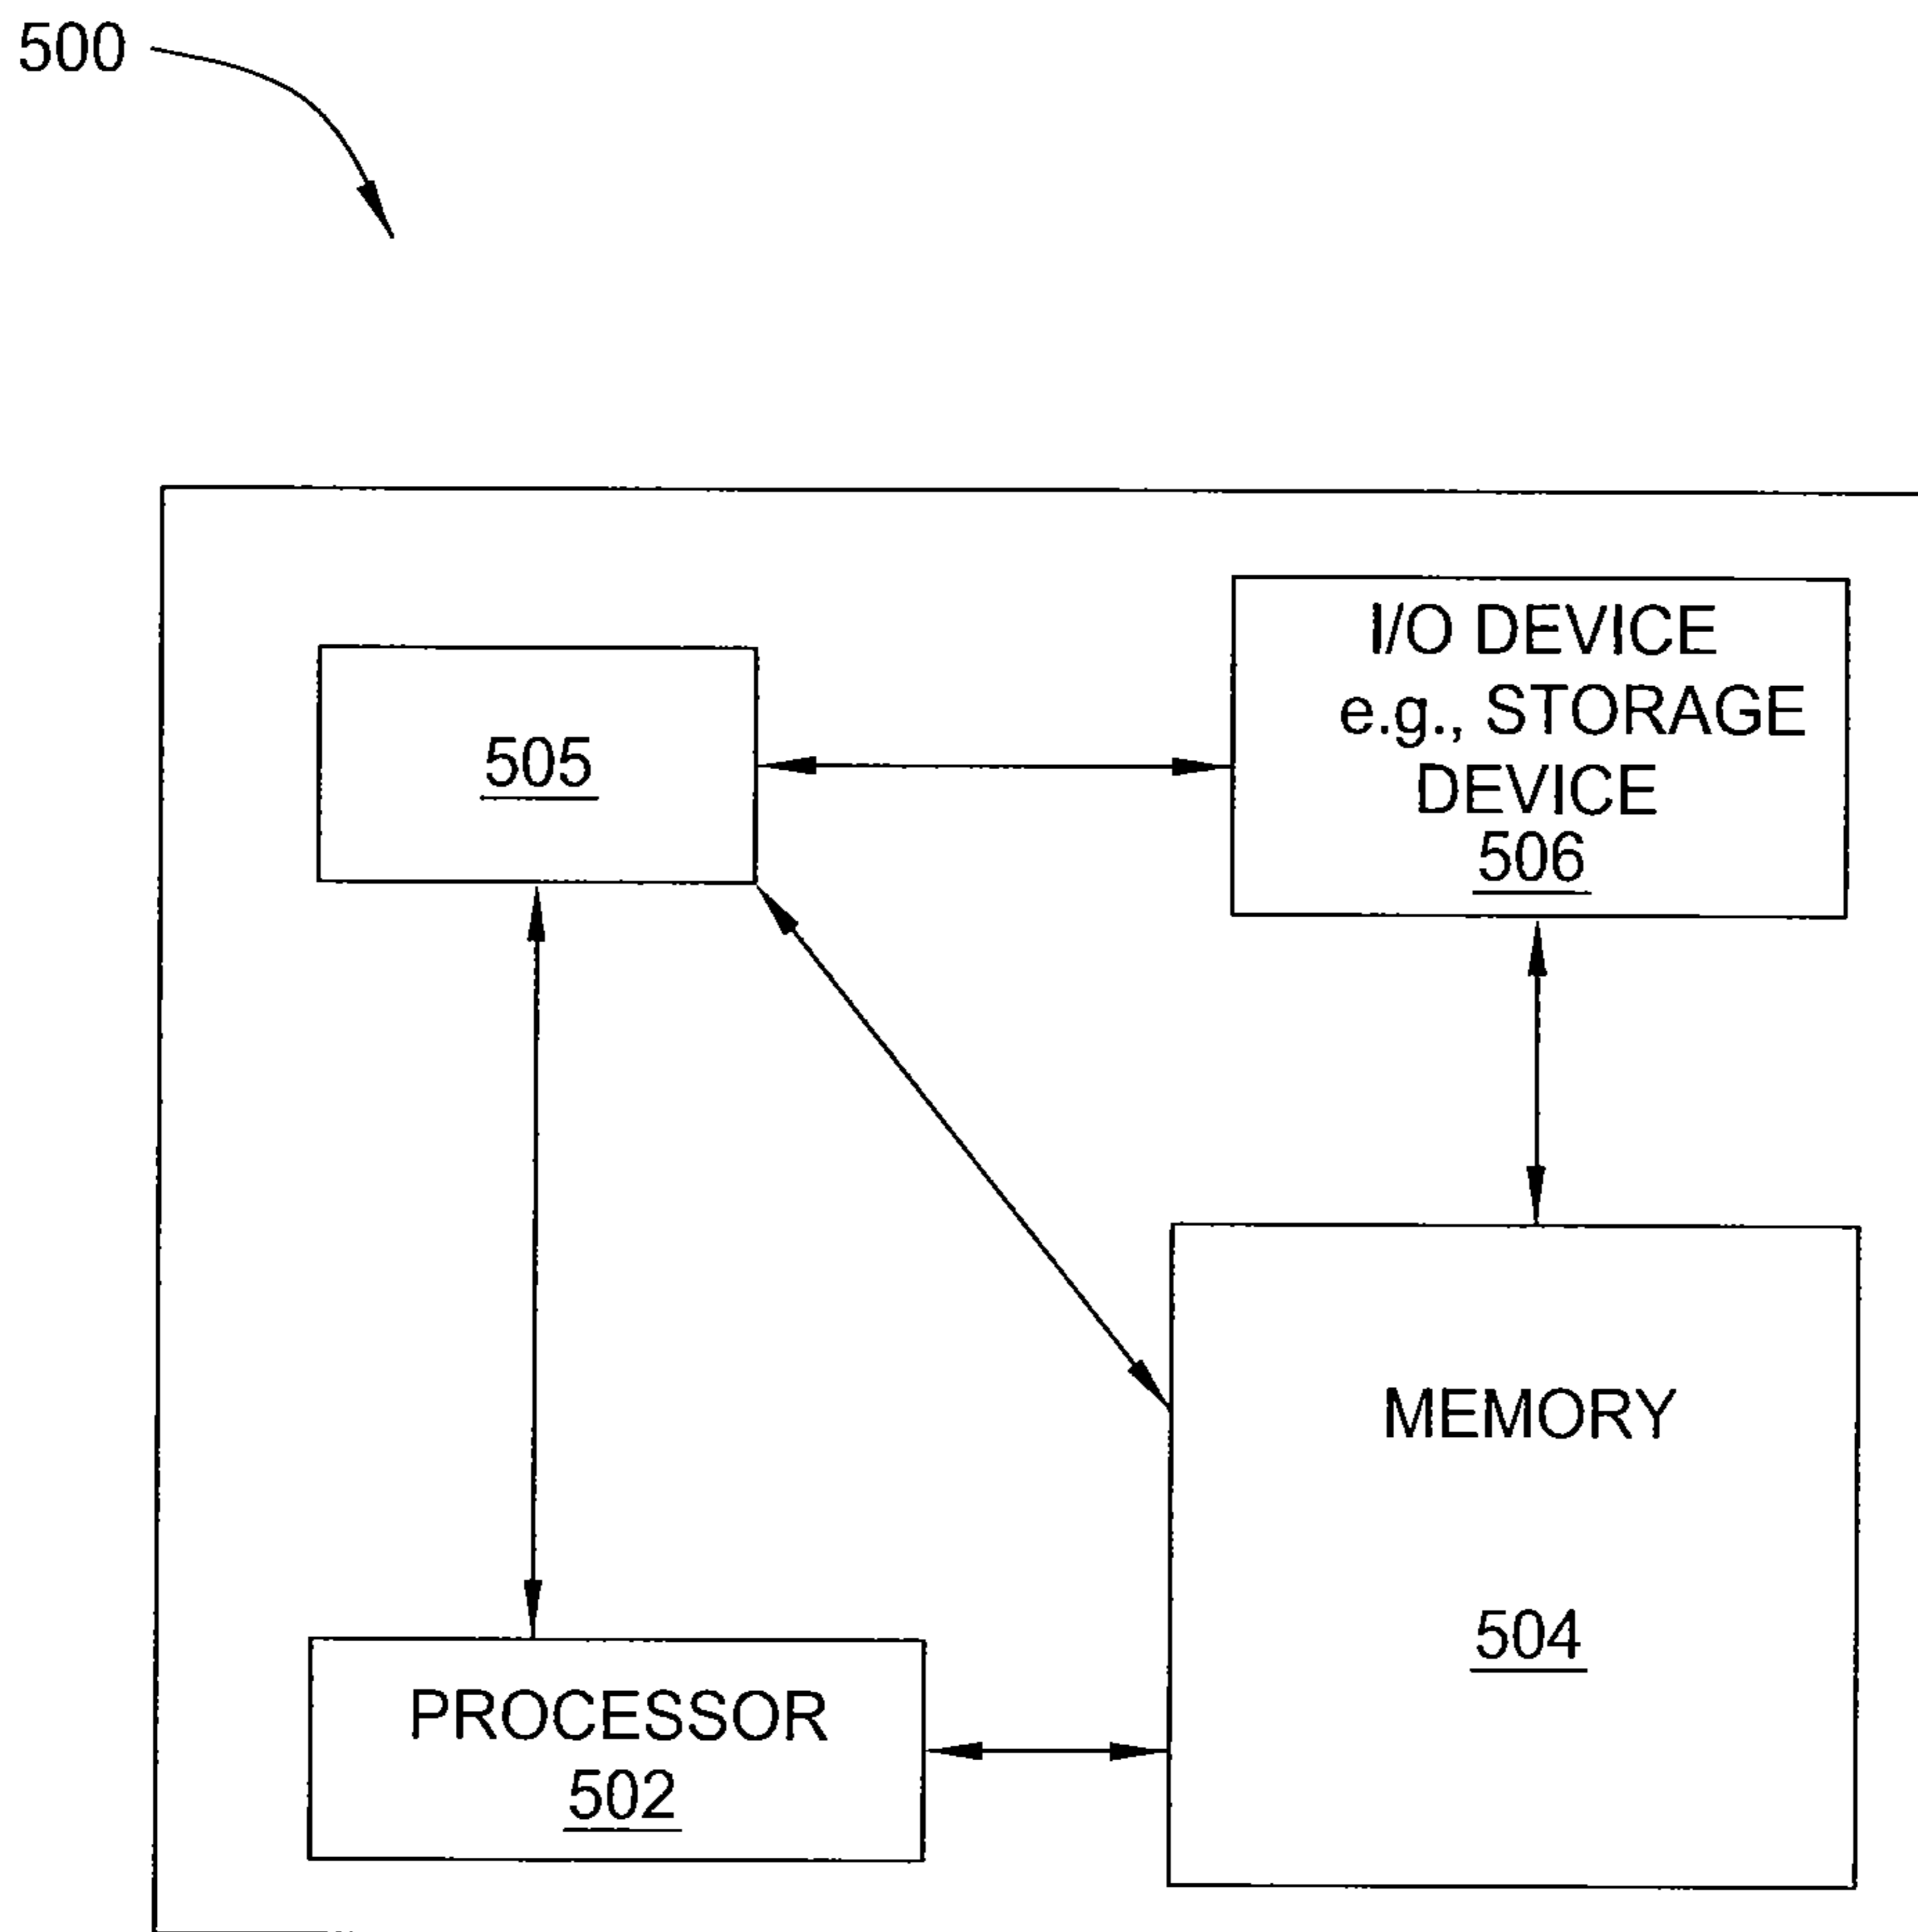 500
505
I/O DEVICE
e.g., STORAGE
DEVICE
506
MEMORY
504
PROCESSOR
502